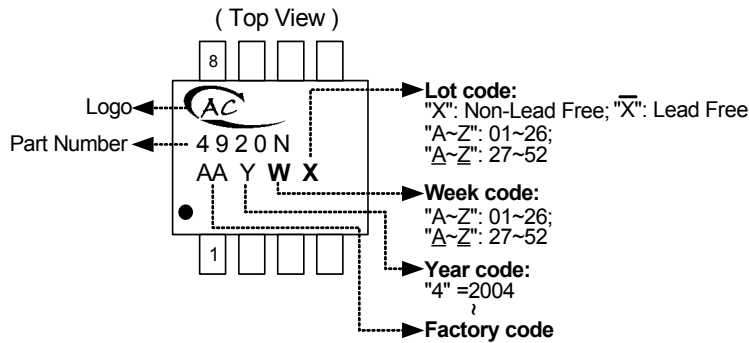 ( Top View )
8
Logo
AC
Part Number
4920N
AA Y W X
1
Lot code:
"X": Non-Lead Free; "X̅": Lead Free
"A~Z": 01~26;
"A̲~Z̲": 27~52
Week code:
"A~Z": 01~26;
"A̲~Z̲": 27~52
Year code:
"4" =2004
~
Factory code